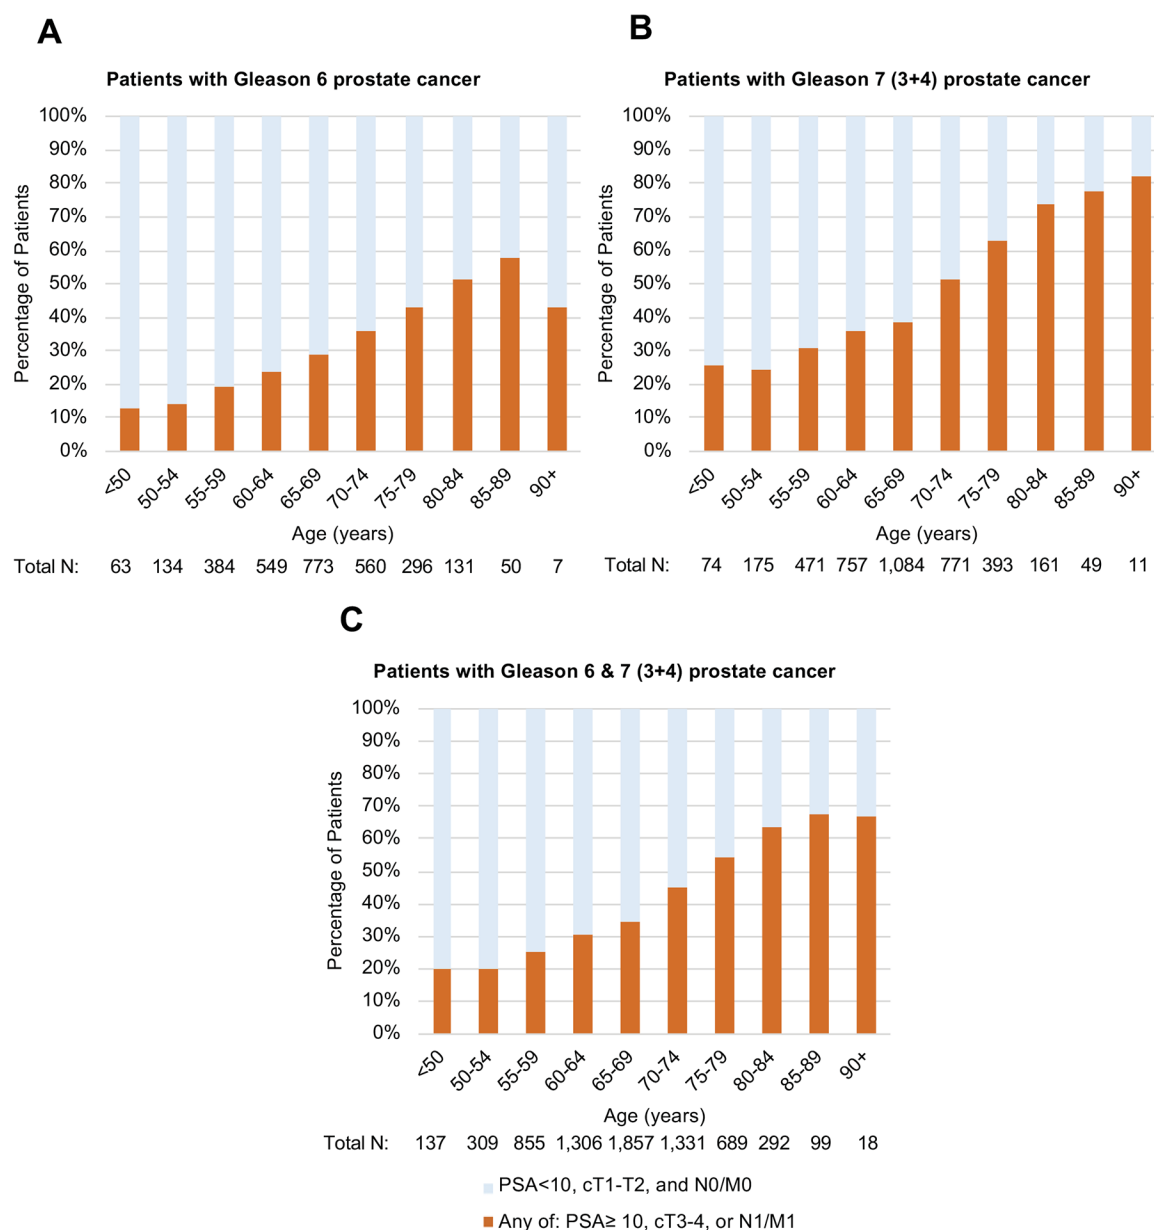 A
Patients with Gleason 6 prostate cancer
Percentage of Patients
100%
90%
80%
70%
60%
50%
40%
30%
20%
10%
0%
<50 50-54 55-59 60-64 65-69 70-74 75-79 80-84 85-89 90+
Age (years)
Total N: 63 134 384 549 773 560 296 131 50 7
B
Patients with Gleason 7 (3+4) prostate cancer
Percentage of Patients
100%
90%
80%
70%
60%
50%
40%
30%
20%
10%
0%
<50 50-54 55-59 60-64 65-69 70-74 75-79 80-84 85-89 90+
Age (years)
Total N: 74 175 471 757 1,084 771 393 161 49 11
C
Patients with Gleason 6 & 7 (3+4) prostate cancer
Percentage of Patients
100%
90%
80%
70%
60%
50%
40%
30%
20%
10%
0%
<50 50-54 55-59 60-64 65-69 70-74 75-79 80-84 85-89 90+
Age (years)
Total N: 137 309 855 1,306 1,857 1,331 689 292 99 18
PSA<10, cT1-T2, and N0/M0
Any of: PSA≥ 10, cT3-4, or N1/M1